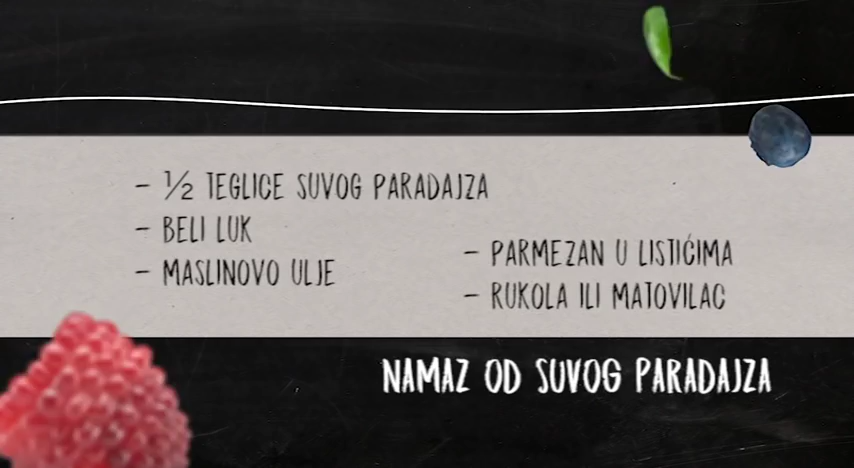 - ½ TEGLICE SUVOG PARADAJZA
- BELI LUK
- MASLINOVO ULJE
- PARMEZAN U LISTIĆIMA
- RUKOLA ILI MATOVILAC
NAMAZ OD SUVOG PARADAJZA